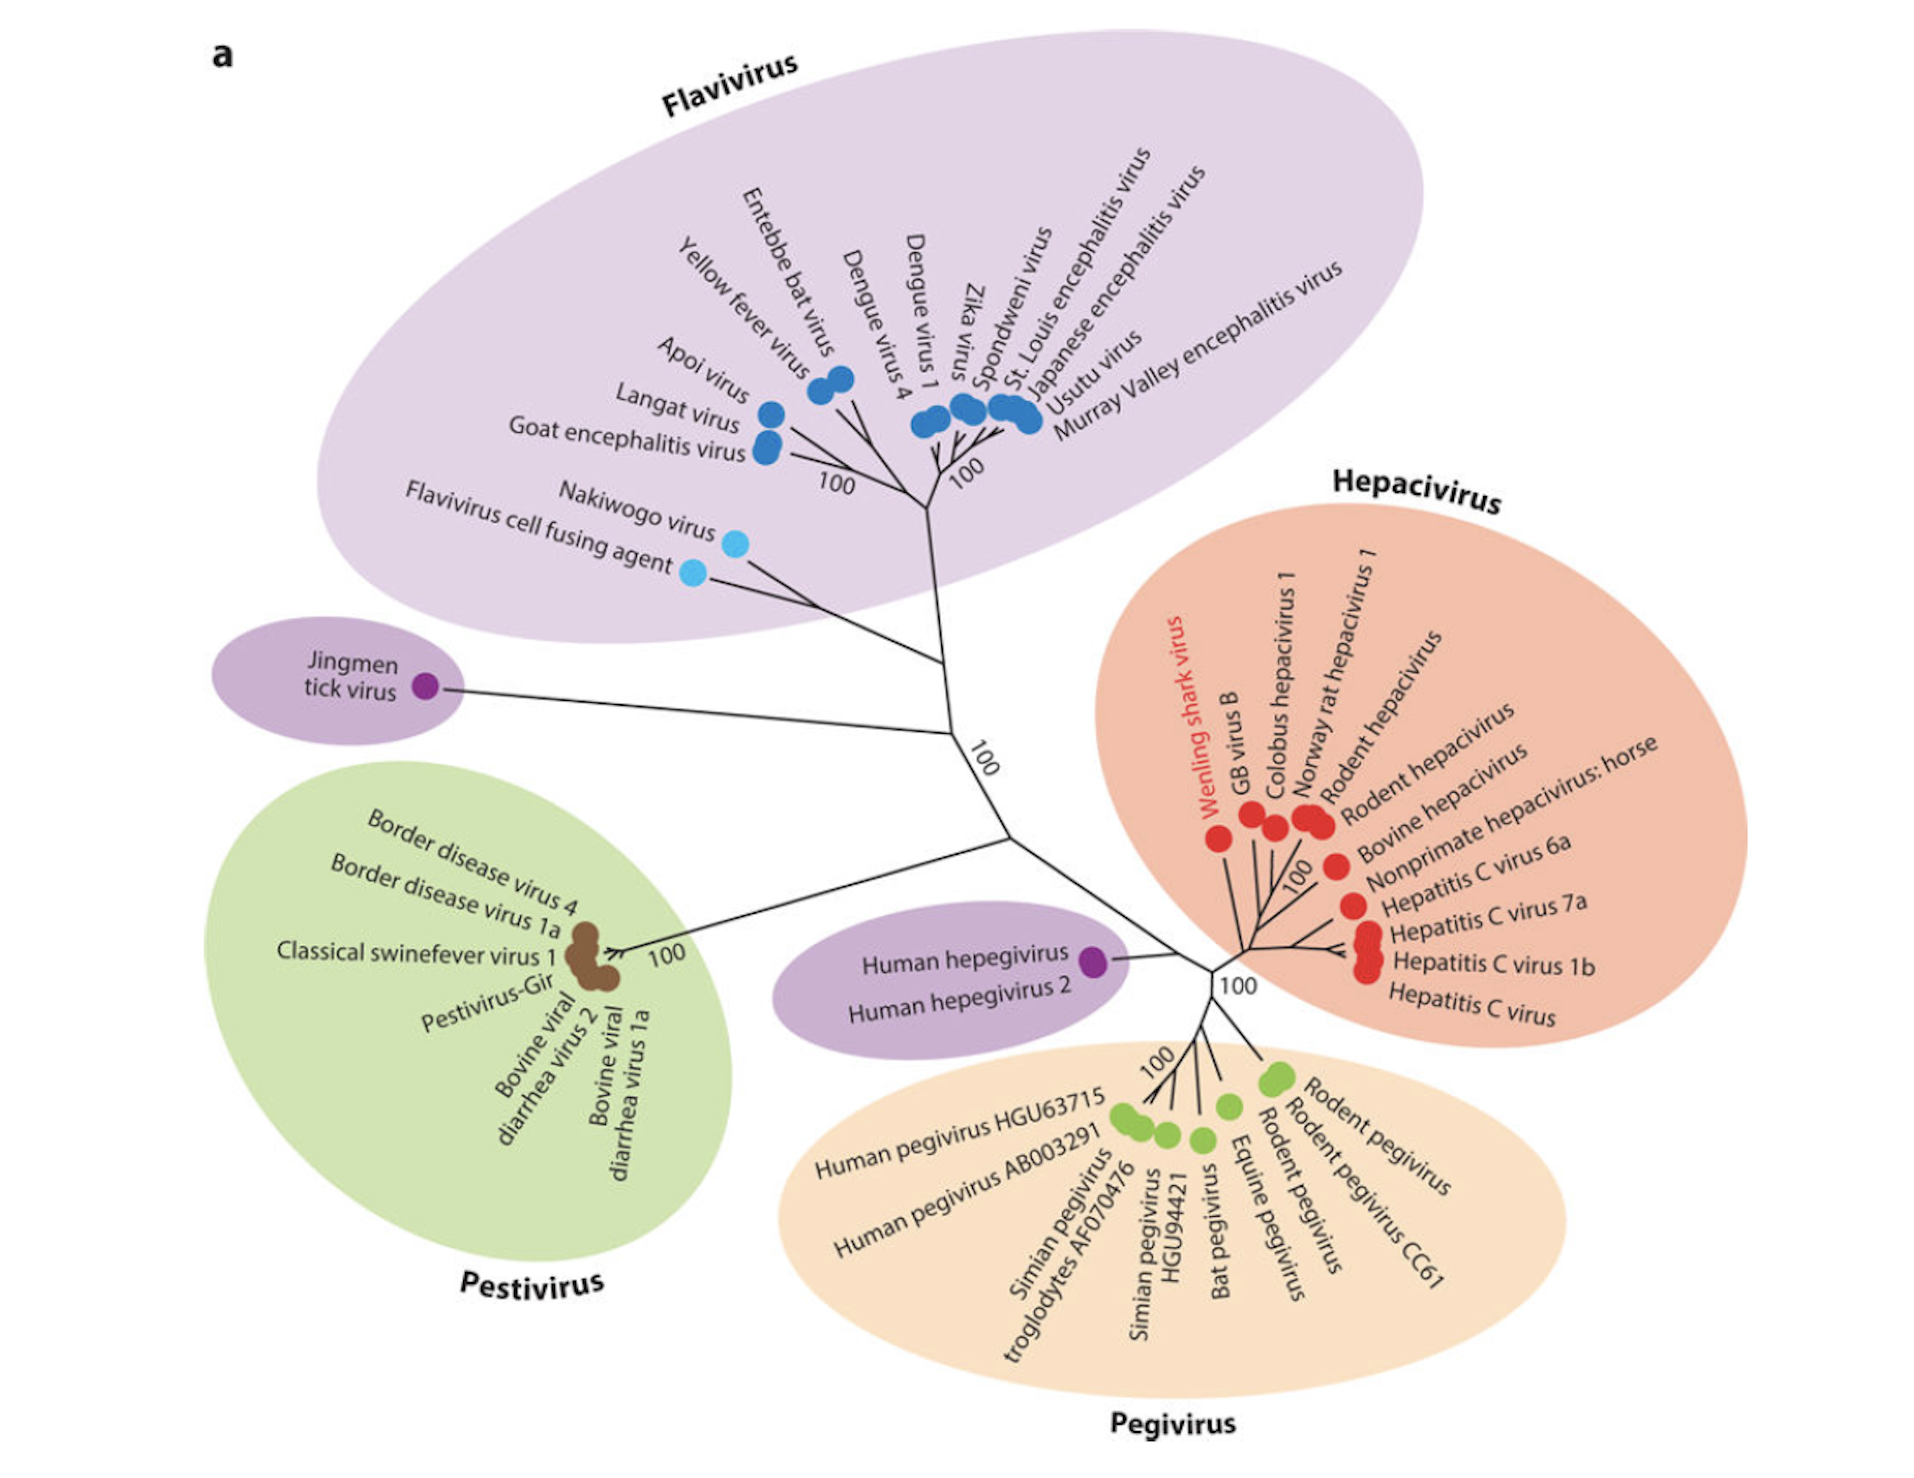 a
Flavivirus
Entebbe bat virus
Yellow fever virus
Apoi virus
Langat virus
Goat encephalitis virus
Dengue virus 4
Dengue virus 1
Zika virus
Spondweni virus
St. Louis encephalitis virus
Japanese encephalitis virus
Usutu virus
Murray Valley encephalitis virus
100
100
Nakiwogo virus
Flavivirus cell fusing agent
Jingmen
tick virus
100
Hepacivirus
Wenling shark virus
GB virus B
Colobus hepacivirus 1
Norway rat hepacivirus 1
Rodent hepacivirus
Rodent hepacivirus
Bovine hepacivirus
Nonprimate hepacivirus: horse
Hepatitis C virus 6a
Hepatitis C virus 7a
Hepatitis C virus 1b
Hepatitis C virus
100
100
Border disease virus 4
Border disease virus 1a
Classical swinefever virus 1
Pestivirus-Gir
Bovine viral
diarrhea virus 2
Bovine viral
diarrhea virus 1a
100
Pestivirus
Human hepegivirus
Human hepegivirus 2
100
Human pegivirus HGU63715
Human pegivirus AB003291
Simian pegivirus
troglodytes AF070476
Simian pegivirus
HGU94421
Bat pegivirus
Equine pegivirus
Rodent pegivirus
Rodent pegivirus CC61
Rodent pegivirus
Pegivirus